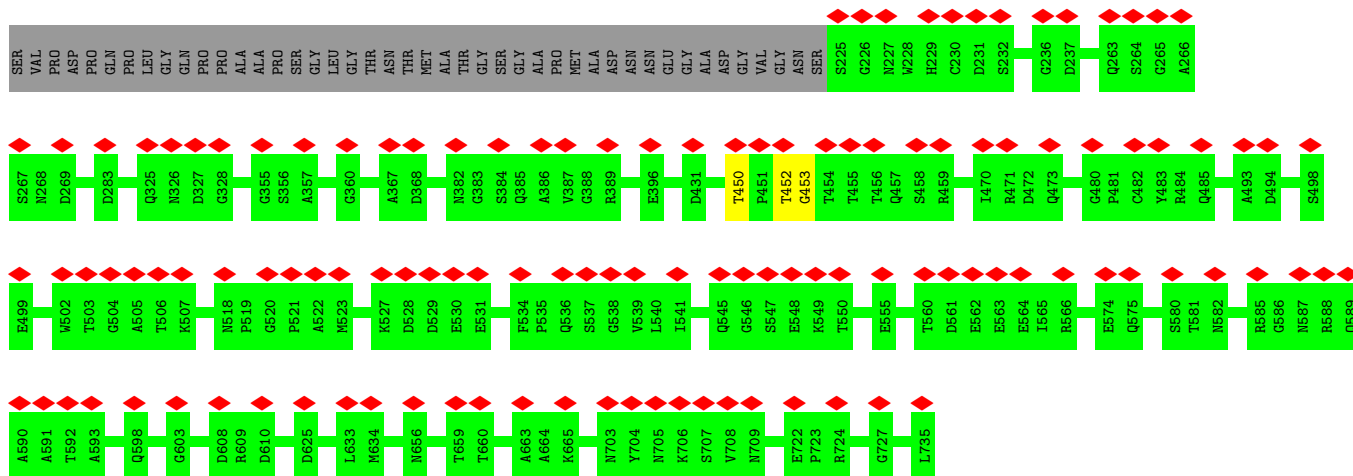 SER VAL PRO ASP PRO GLN PRO LEU GLY GLN PRO PRO ALA ALA PRO SER GLY LEU GLY THR ASN THR MET ALA THR GLY SER GLY ALA PRO MET ALA ASP ASN ASN GLU GLY ALA ASP GLY VAL GLY ASN SER S225 G226 N227 W228 H229 C230 D231 S232 G236 D237 Q263 S264 G265 A266
S267 N268 D269 D283 Q325 N326 D327 G328 G355 S356 A357 G360 A367 D368 N382 G383 S384 Q385 A386 V387 G388 R389 E396 D431 T450 P451 T452 G453 T454 T455 T456 Q457 S458 R459 I470 R471 D472 Q473 G480 P481 C482 Y483 R484 Q485 A493 D494 S498
E499 W502 T503 G504 A505 T506 K507 N518 P519 G520 P521 A522 M523 K527 D528 D529 E530 E531 F534 P535 Q536 S537 G538 V539 L540 I541 Q545 G546 S547 E548 K549 T550 E555 T560 D561 E562 E563 E564 I565 R566 E574 Q575 S580 T581 N582 R585 G586 N587 R588 Q589
A590 A591 T592 A593 Q598 G603 D608 R609 D610 D625 L633 M634 N656 T659 T660 A663 A664 K665 N703 Y704 N705 K706 S707 V708 N709 E722 P723 R724 G727 L735